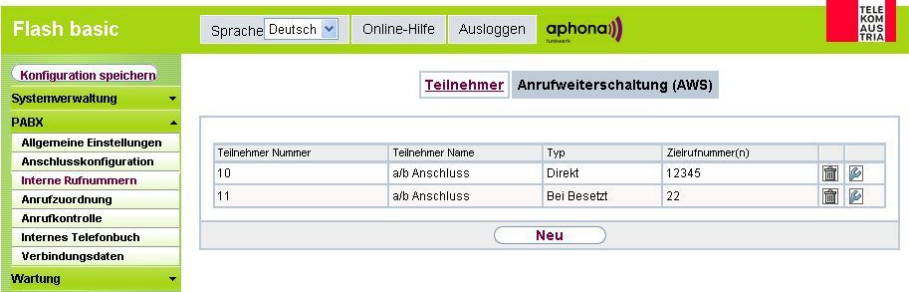 Flash basic
Sprache Deutsch
Online-Hilfe
Ausloggen
aphona
TELE
KOM
AUS
TRIA
Konfiguration speichern
Systemverwaltung
PABX
Allgemeine Einstellungen
Anschlusskonfiguration
Interne Rufnummern
Anrufzuordnung
Anrufkontrolle
Internes Telefonbuch
Verbindungsdaten
Wartung
Teilnehmer Anrufweiterschaltung (AWS)
Teilnehmer Nummer Teilnehmer Name Typ Zielrufnummer(n)
10 a/b Anschluss Direkt 12345
11 a/b Anschluss Bei Besetzt 22
Neu